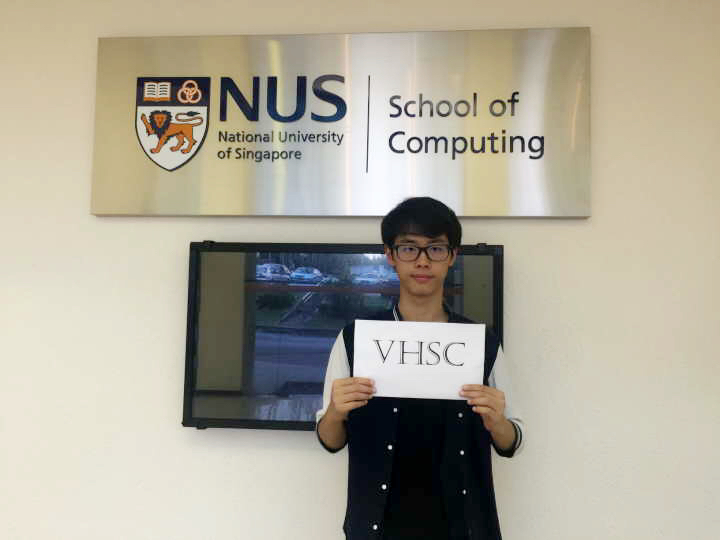 NUS
National University
of Singapore
School of
Computing
VHSC